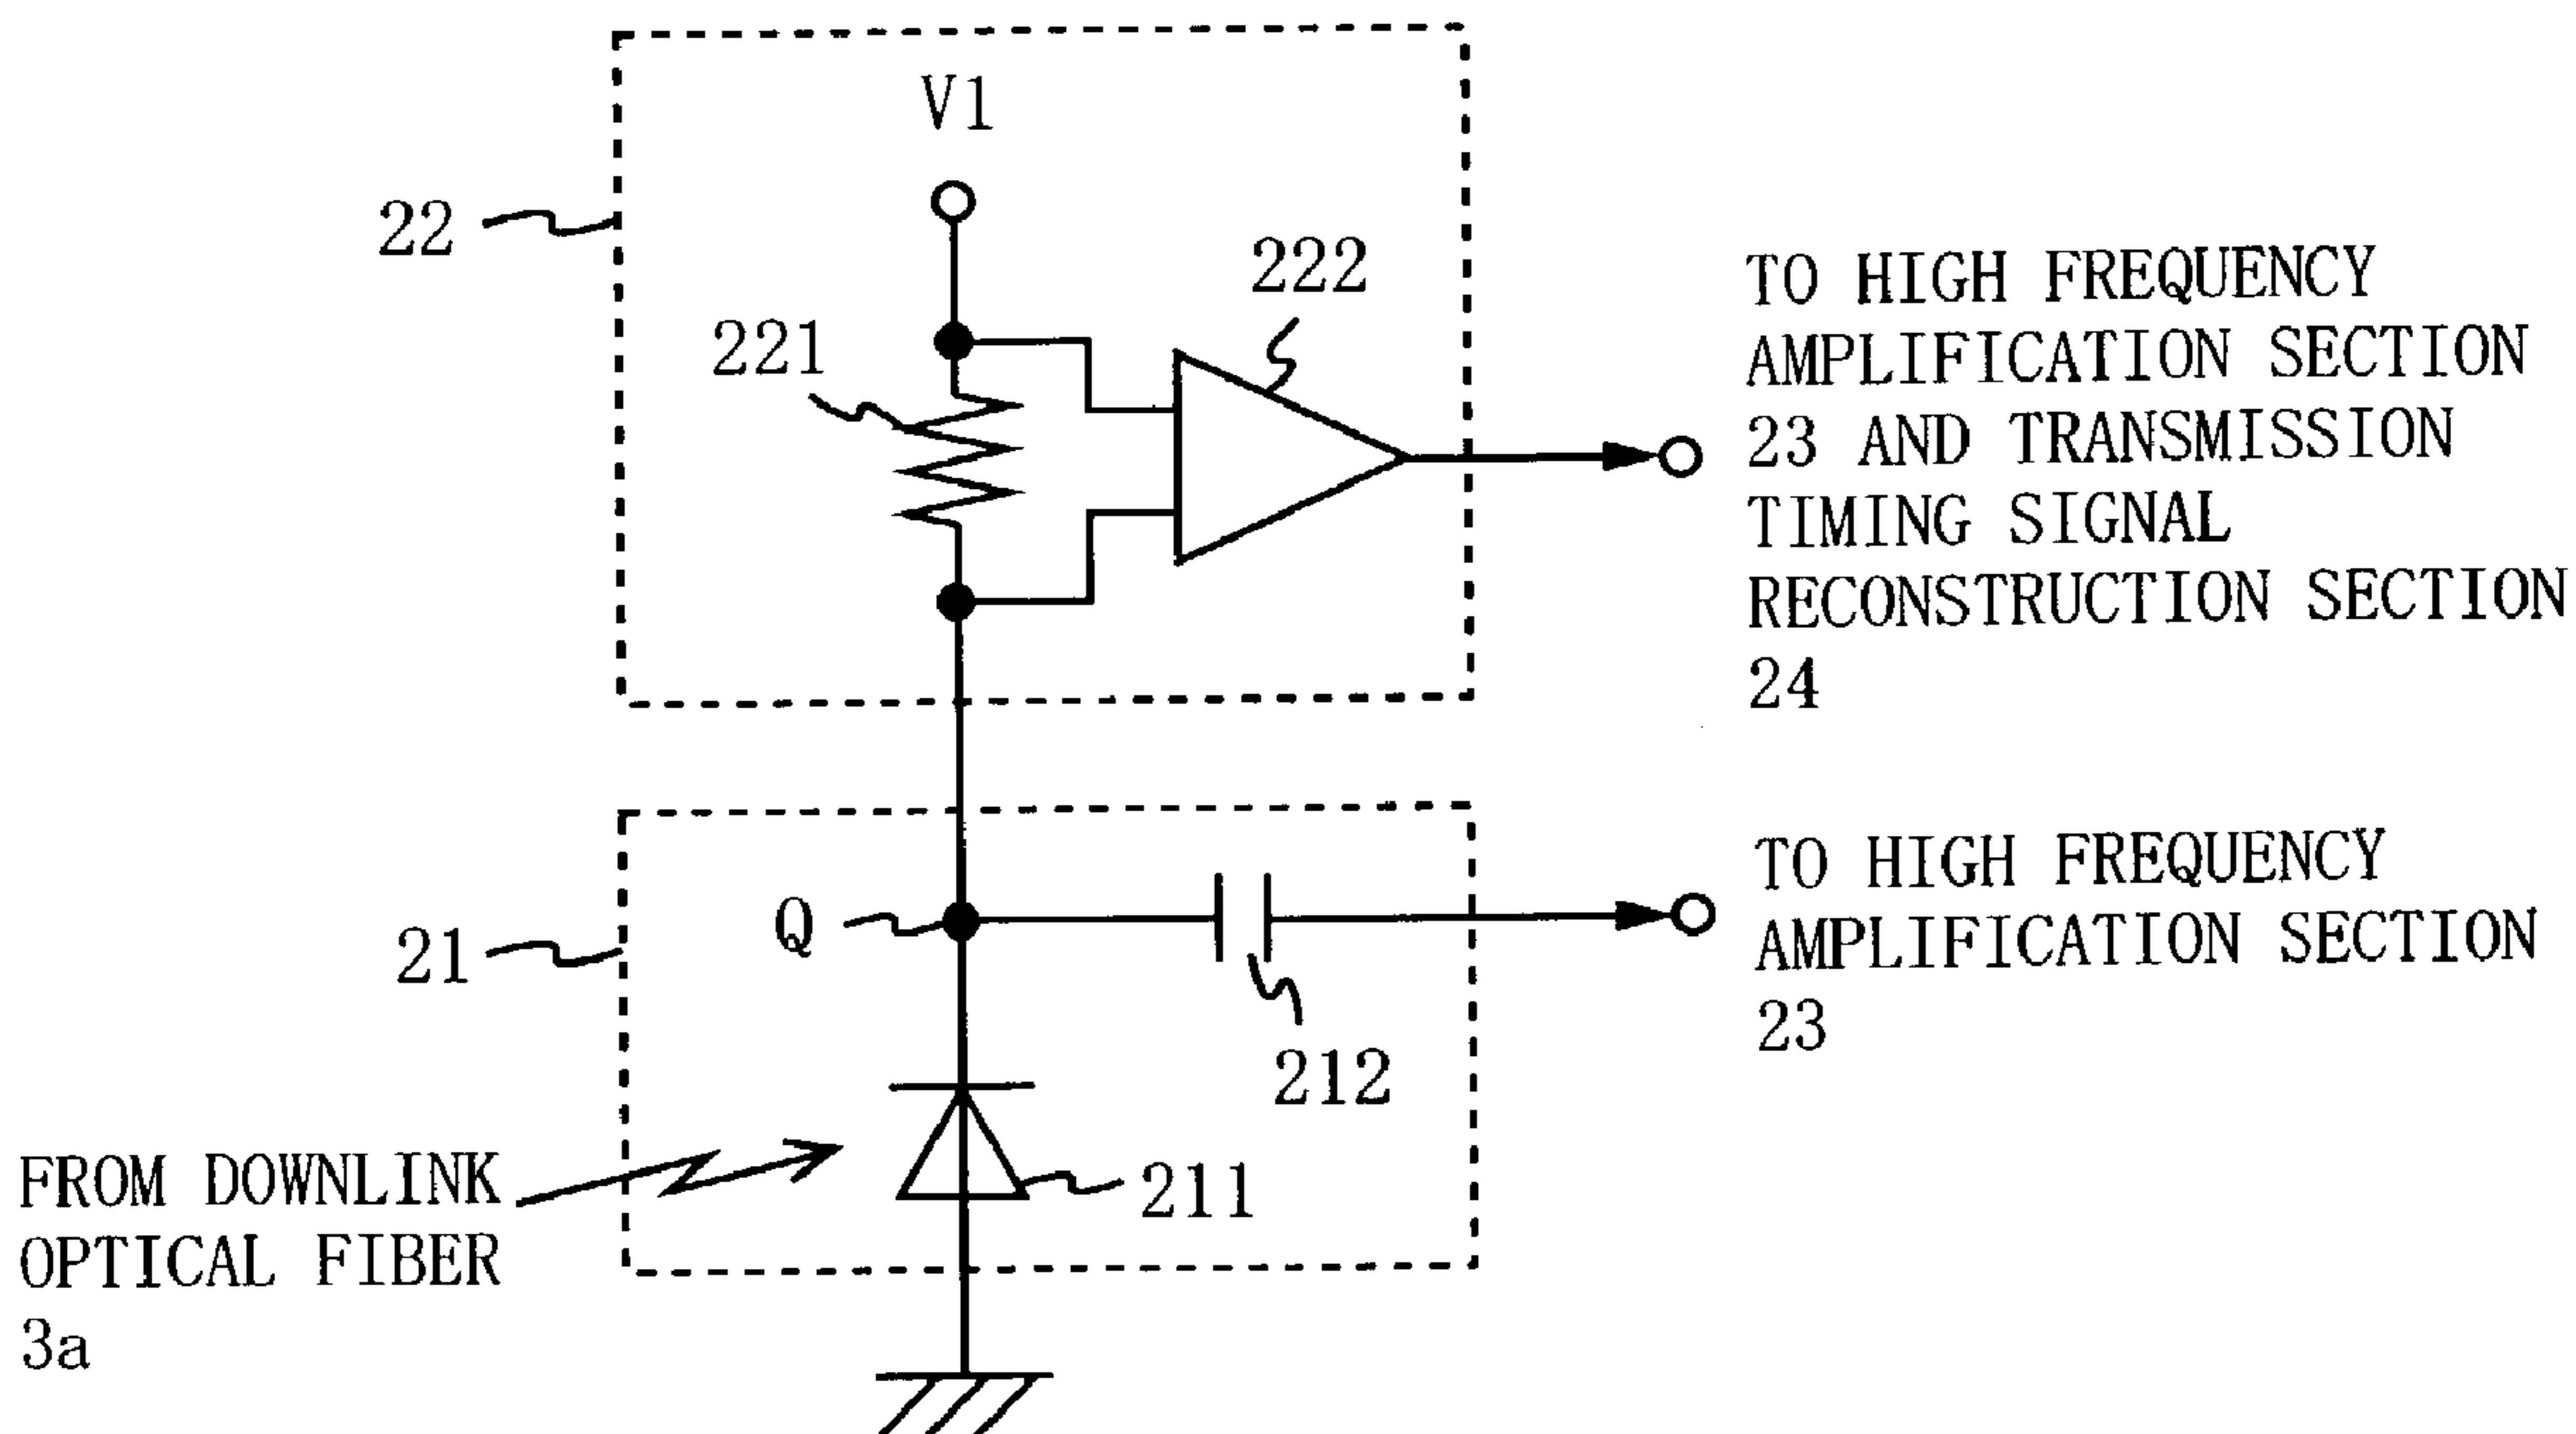 V1
22
222
221
TO HIGH FREQUENCY
AMPLIFICATION SECTION
23 AND TRANSMISSION
TIMING SIGNAL
RECONSTRUCTION SECTION
24
Q
21
212
TO HIGH FREQUENCY
AMPLIFICATION SECTION
23
211
FROM DOWNLINK
OPTICAL FIBER
3a